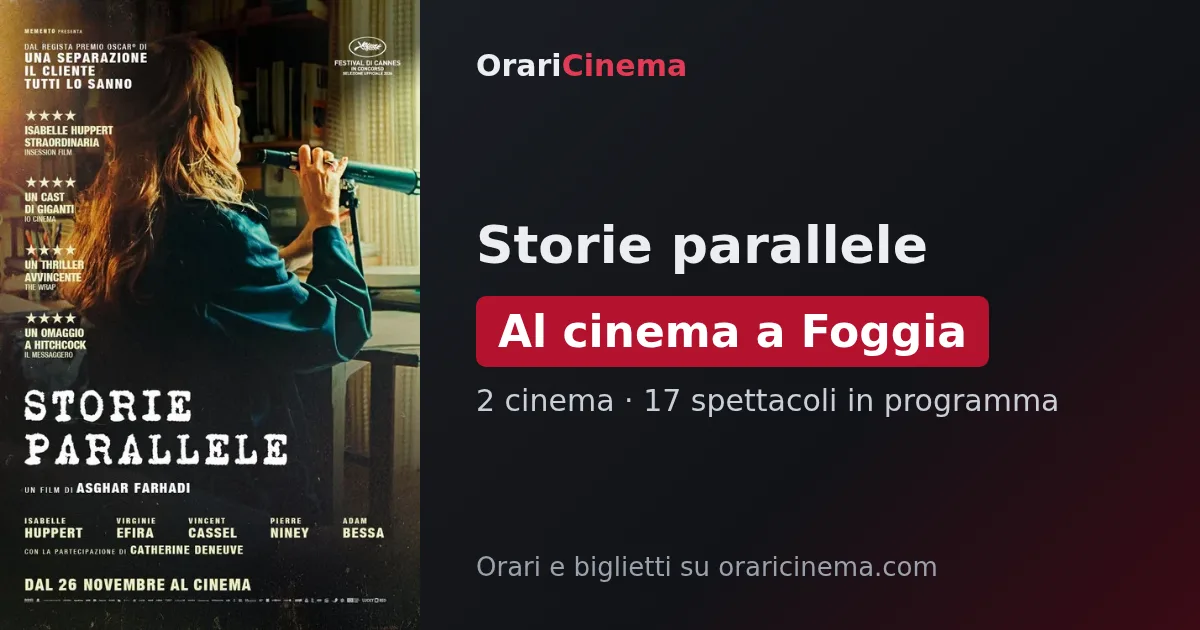 MEMENTO PRESENTA
DAL REGISTA PREMIO OSCAR® DI
UNA SEPARAZIONE
IL CLIENTE
TUTTI LO SANNO
FESTIVAL DI CANNES
IN CONCORSO
SELEZIONE UFFICIALE 2026
★★★★
ISABELLE HUPPERT
STRAORDINARIA
INSESSION FILM
★★★★
UN CAST
DI GIGANTI
IO CINEMA
★★★★
UN THRILLER
AVVINCENTE
THE WRAP
★★★★
UN OMAGGIO
A HITCHCOCK
IL MESSAGGERO
STORIE
PARALLELE
UN FILM DI ASGHAR FARHADI
ISABELLE HUPPERT
VIRGINIE EFIRA
VINCENT CASSEL
PIERRE NINEY
ADAM BESSA
CON LA PARTECIPAZIONE DI CATHERINE DENEUVE
DAL 26 NOVEMBRE AL CINEMA
OrariCinema
Storie parallele
Al cinema a Foggia
2 cinema · 17 spettacoli in programma
Orari e biglietti su oraricinema.com